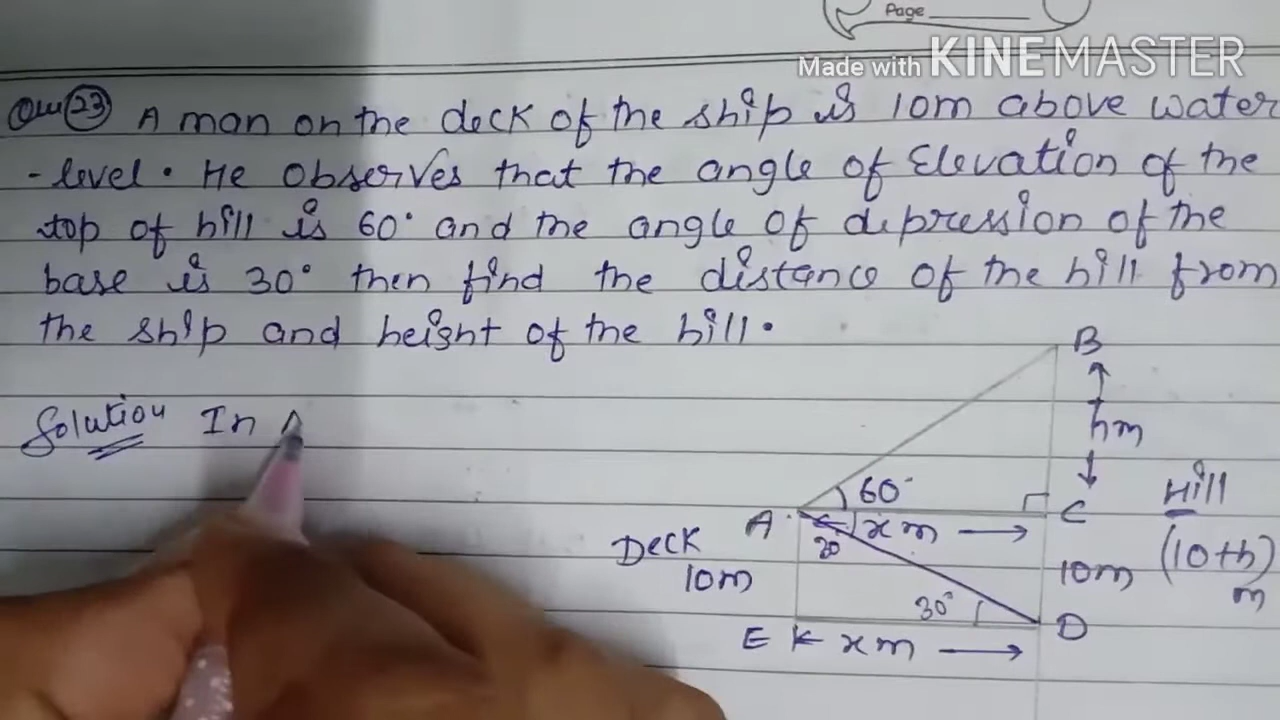 Page
Made with KINEMASTER
Que 23 A man on the deck of the ship is 10m above water
-level. He observes that the angle of Elevation of the
top of hill is 60° and the angle of depression of the
base is 30° then find the distance of the hill from
the ship and height of the hill.
Solution In
B
hm
60°
A
x m
C
Hill
Deck
10m
10m
(10+h)
m
30°
E
x m
D